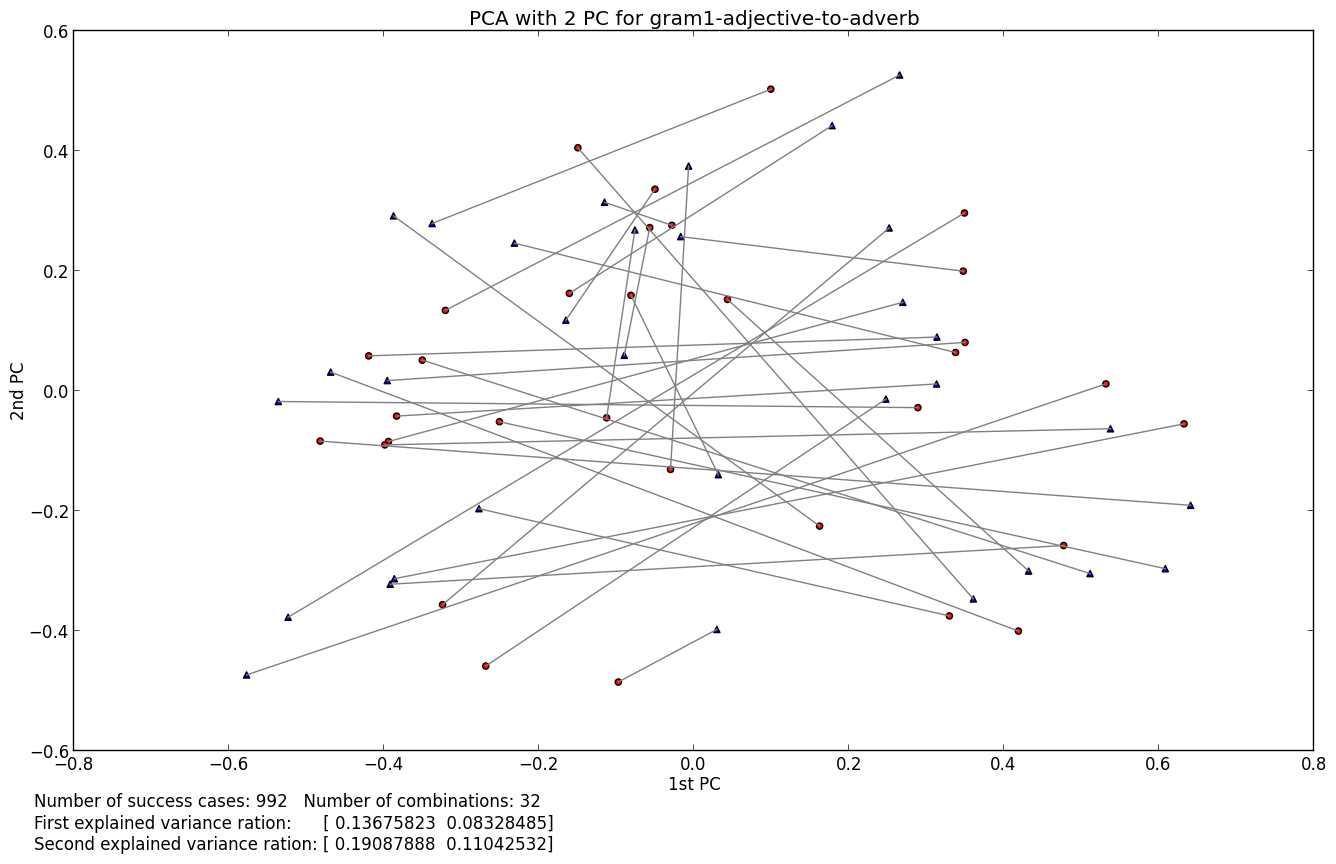 PCA with 2 PC for gram1-adjective-to-adverb
0.6
0.4
0.2
0.0
−0.2
−0.4
−0.6
2nd PC
−0.8 −0.6 −0.4 −0.2 0.0 0.2 0.4 0.6 0.8
1st PC
Number of success cases: 992 Number of combinations: 32
First explained variance ration: [ 0.13675823 0.08328485]
Second explained variance ration: [ 0.19087888 0.11042532]